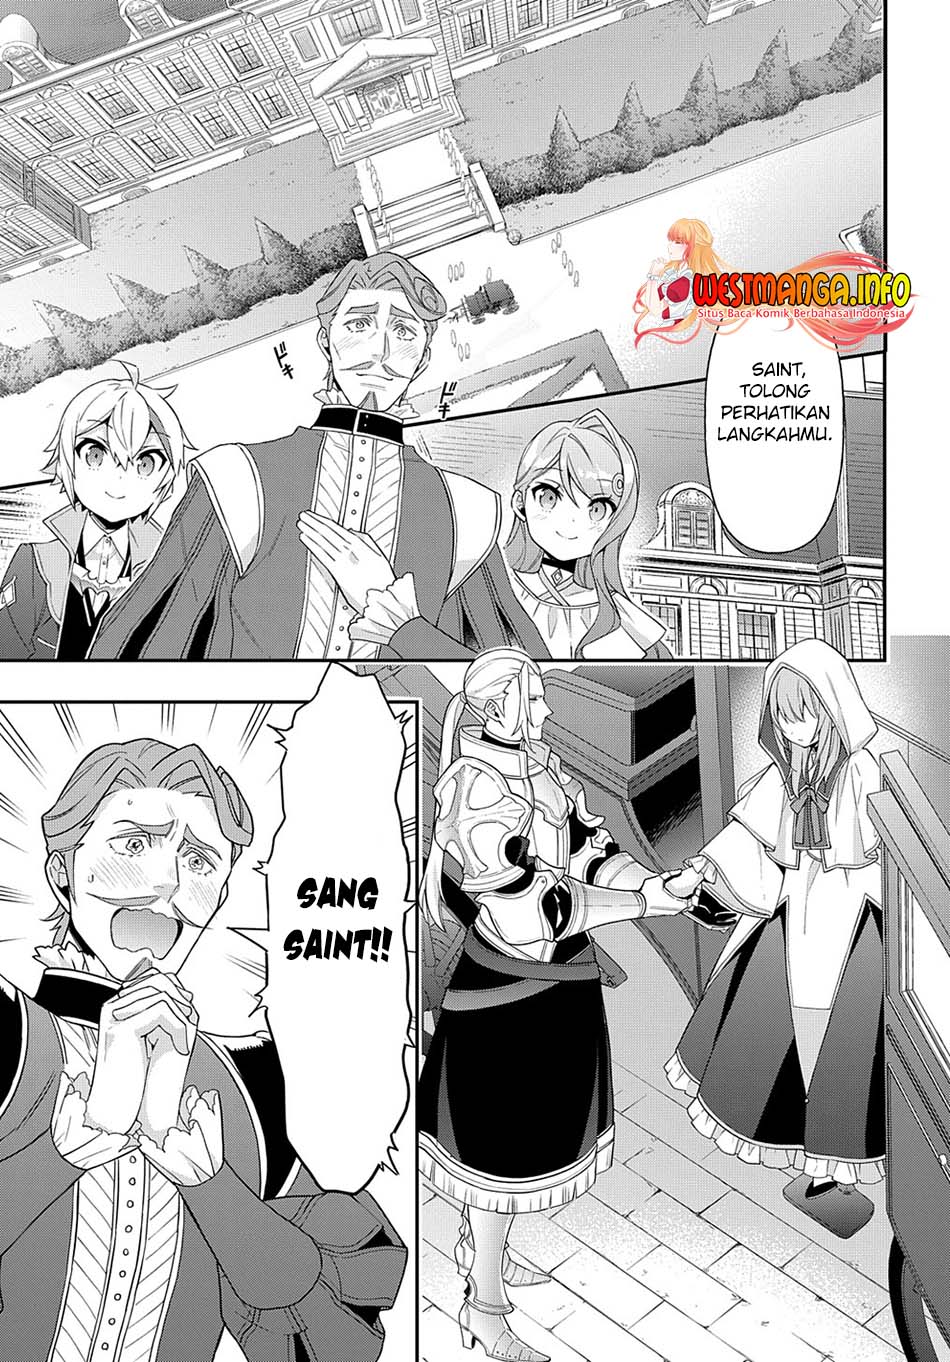 WESTMANGA.INFO
Situs Baca Komik Berbahasa Indonesia
SAINT,
TOLONG
PERHATIKAN
LANGKAHMU.
ドキ
ドキ
SANG
SAINT!!